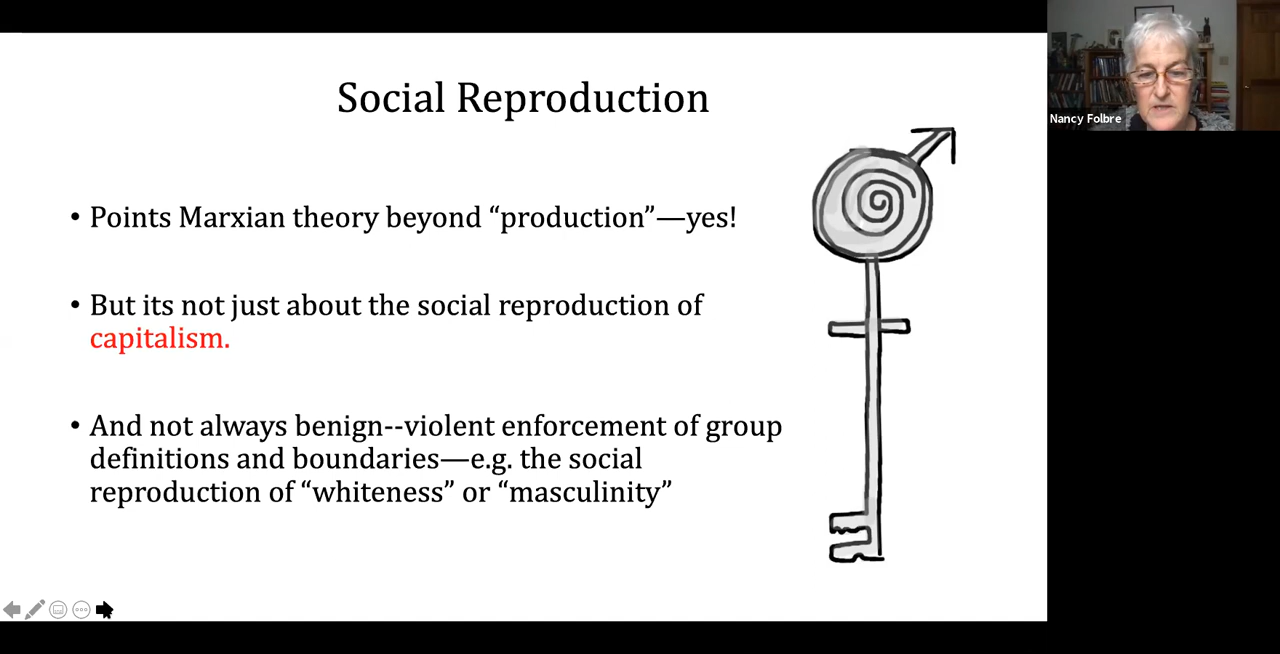 Social Reproduction
• Points Marxian theory beyond “production”—yes!
• But its not just about the social reproduction of
capitalism.
• And not always benign--violent enforcement of group
definitions and boundaries—e.g. the social
reproduction of “whiteness” or “masculinity”
Nancy Folbre